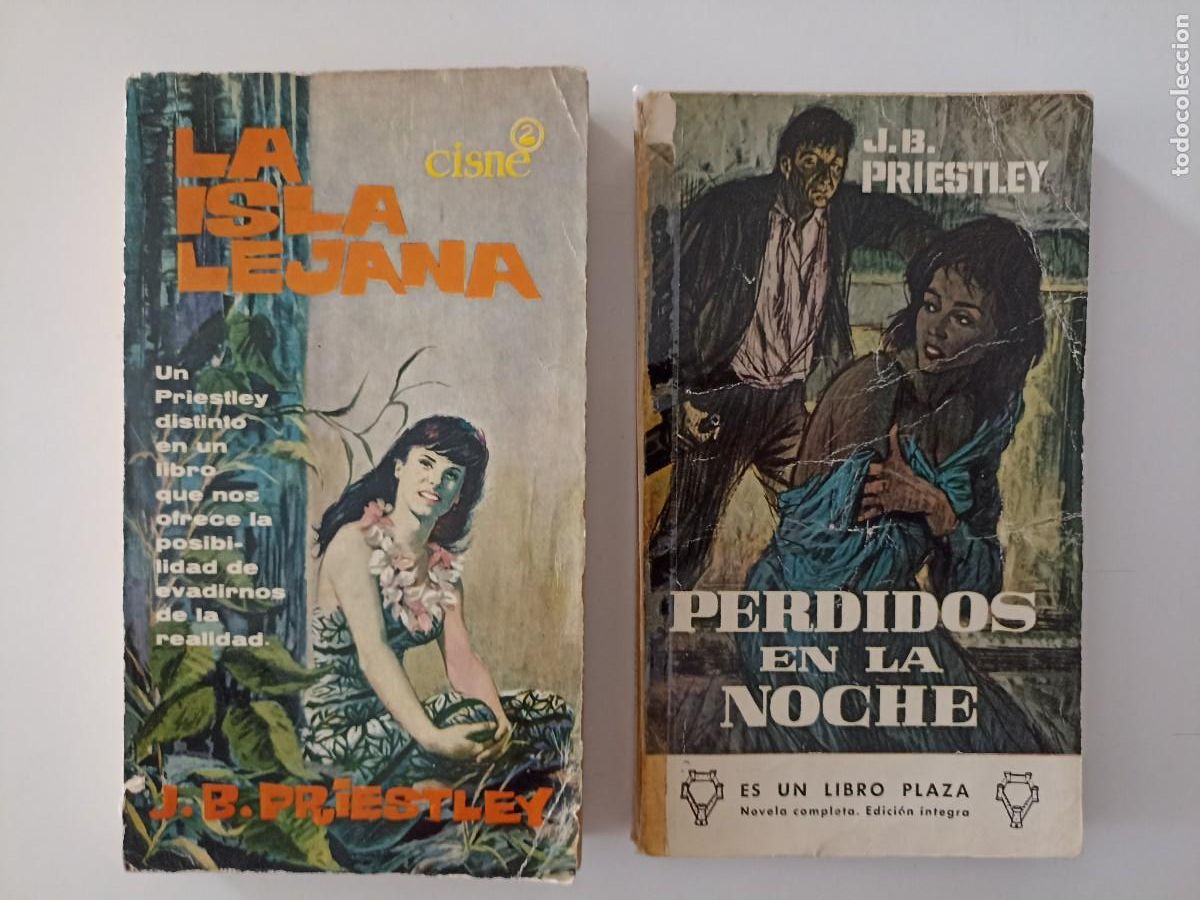 LA
ISLA
LEJANA
cisne 2
Un
Priestley
distinto
en un
libro
que nos
ofrece la
posibi-
lidad de
evadirnos
de la
realidad.
J.B.PRIESTLEY
J.B.
PRIESTLEY
PERDIDOS
EN LA
NOCHE
ES UN LIBRO PLAZA
Novela completa. Edición íntegra
todocoleccion